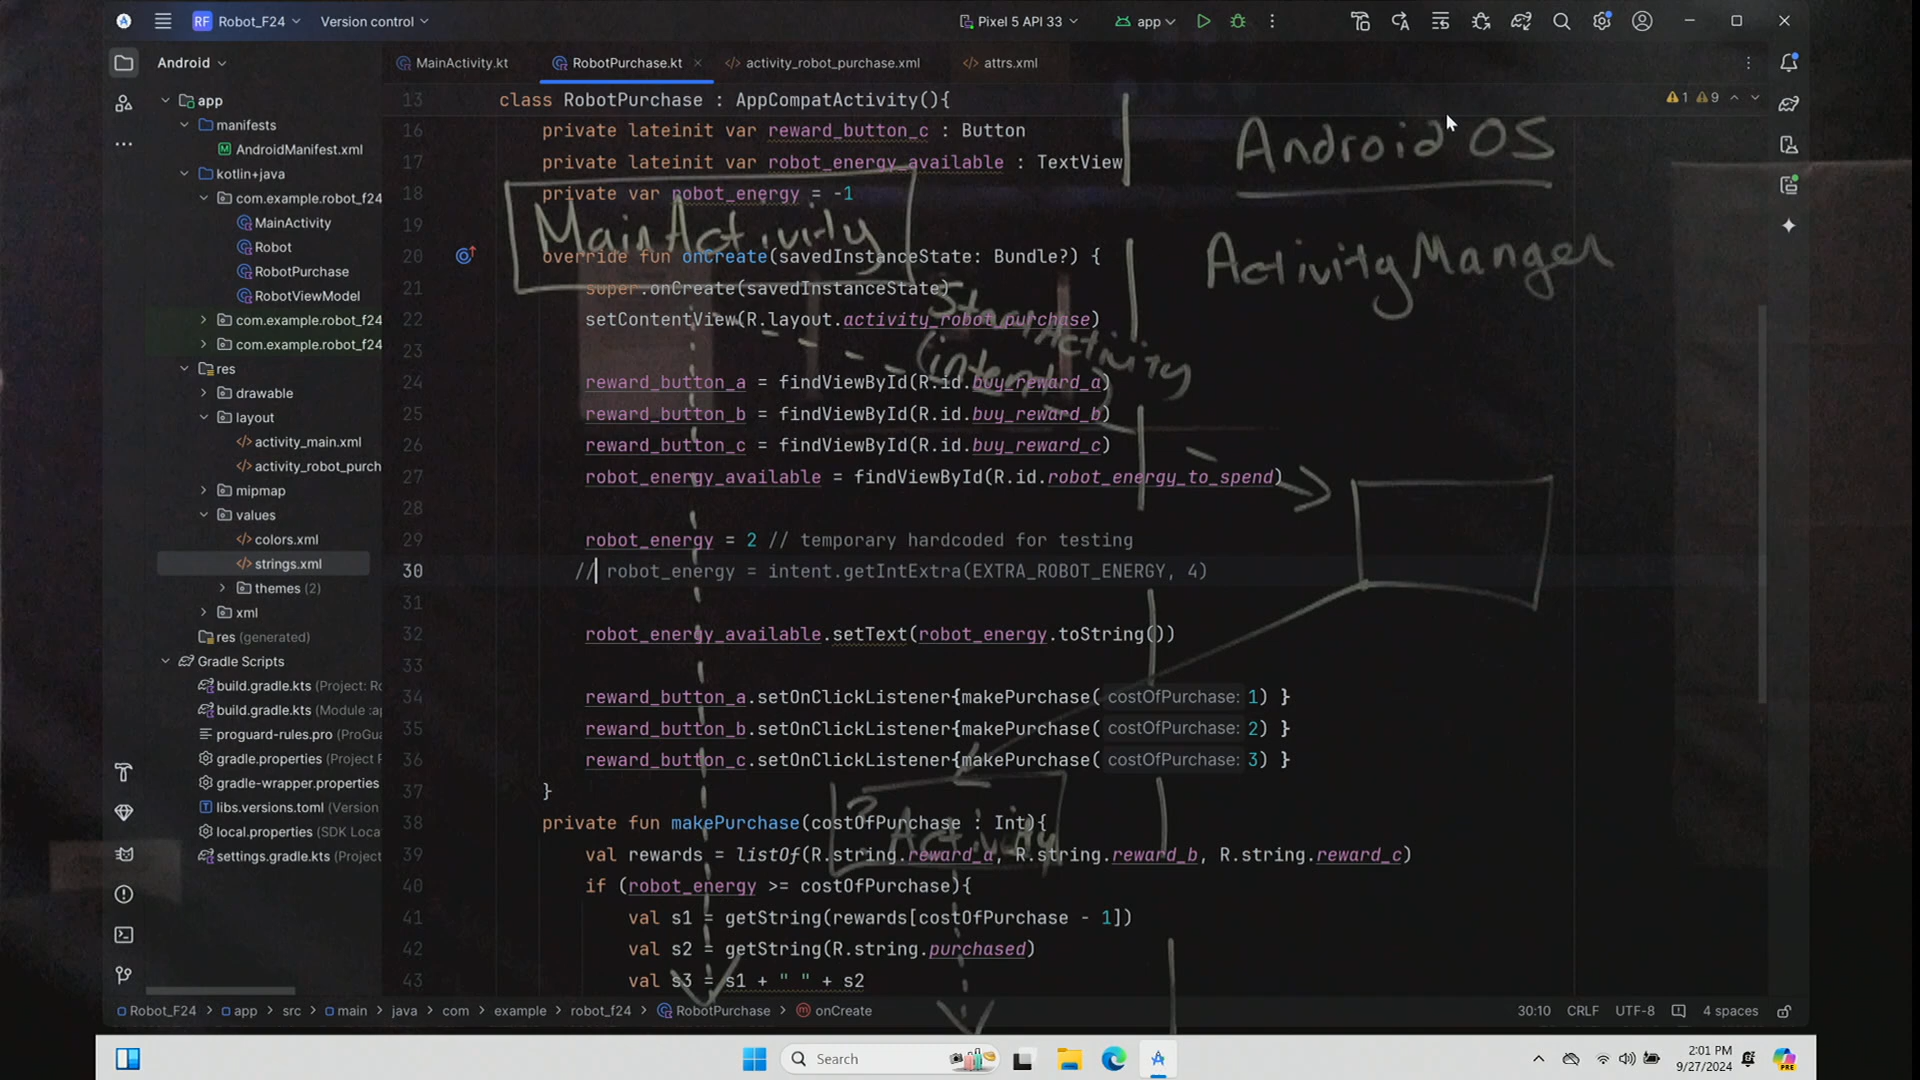 RF Robot_F24 Version control Pixel 5 API 33 app
Android
MainActivity.kt RobotPurchase.kt activity_robot_purchase.xml attrs.xml
app
manifests
AndroidManifest.xml
kotlin+java
com.example.robot_f24
MainActivity
Robot
RobotPurchase
RobotViewModel
com.example.robot_f24
com.example.robot_f24
res
drawable
layout
activity_main.xml
activity_robot_purch
mipmap
values
colors.xml
strings.xml
themes (2)
xml
res (generated)
Gradle Scripts
build.gradle.kts (Project: Ro
build.gradle.kts (Module :ap
proguard-rules.pro (ProGua
gradle.properties (Project P
gradle-wrapper.properties
libs.versions.toml (Version
local.properties (SDK Locat
settings.gradle.kts (Project
1 9
13 class RobotPurchase : AppCompatActivity(){
16 private lateinit var reward_button_c : Button
17 private lateinit var robot_energy_available : TextView
18 private var robot_energy = -1
19
20 override fun onCreate(savedInstanceState: Bundle?) {
21 super.onCreate(savedInstanceState)
22 setContentView(R.layout.activity_robot_purchase)
23
24 reward_button_a = findViewById(R.id.buy_reward_a)
25 reward_button_b = findViewById(R.id.buy_reward_b)
26 reward_button_c = findViewById(R.id.buy_reward_c)
27 robot_energy_available = findViewById(R.id.robot_energy_to_spend)
28
29 robot_energy = 2 // temporary hardcoded for testing
30 // robot_energy = intent.getIntExtra(EXTRA_ROBOT_ENERGY, 4)
31
32 robot_energy_available.setText(robot_energy.toString())
33
34 reward_button_a.setOnClickListener{makePurchase( costOfPurchase: 1) }
35 reward_button_b.setOnClickListener{makePurchase( costOfPurchase: 2) }
36 reward_button_c.setOnClickListener{makePurchase( costOfPurchase: 3) }
37 }
38 private fun makePurchase(costOfPurchase : Int){
39 val rewards = listOf(R.string.reward_a, R.string.reward_b, R.string.reward_c)
40 if (robot_energy >= costOfPurchase){
41 val s1 = getString(rewards[costOfPurchase - 1])
42 val s2 = getString(R.string.purchased)
43 val s3 = s1 + " " + s2
MainActivity
Android OS
ActivityManger
StartActivity
(intent)
? Activity
Robot_F24 app src main java com example robot_f24 RobotPurchase onCreate
30:10 CRLF UTF-8 4 spaces
Search
2:01 PM
9/27/2024
PRE